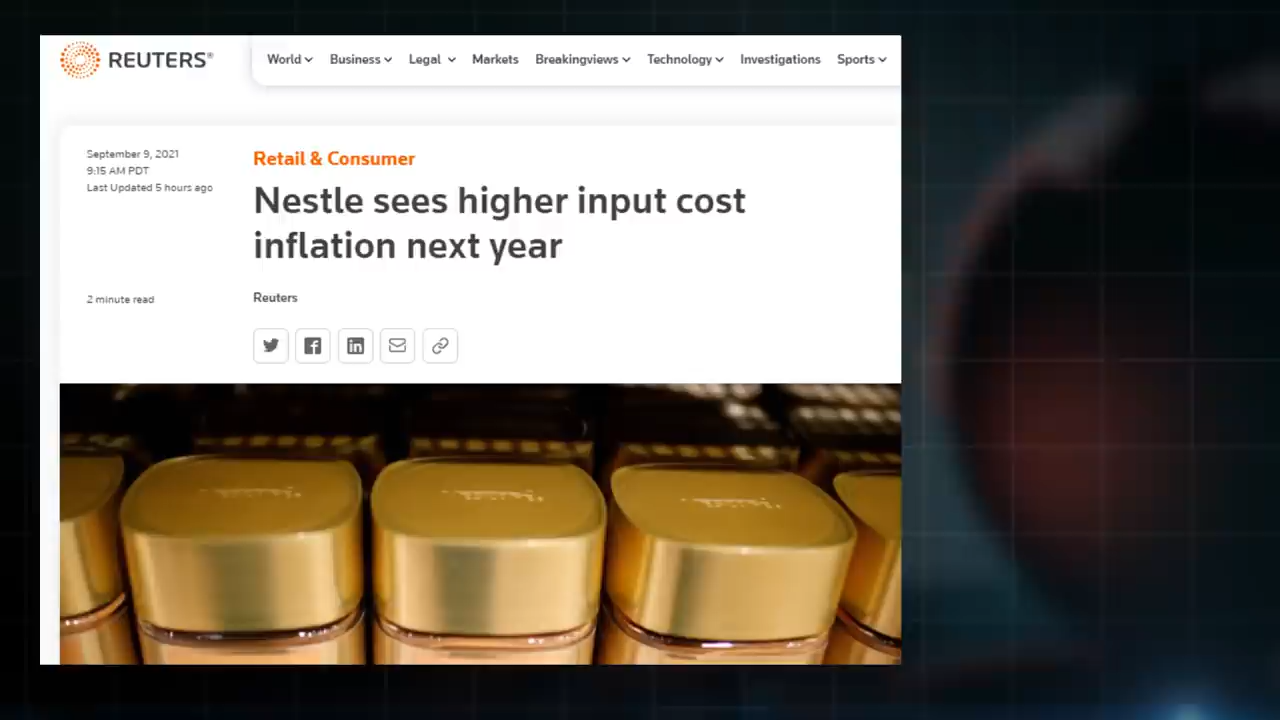 REUTERS®
World Business Legal Markets Breakingviews Technology Investigations Sports
September 9, 2021
9:15 AM PDT
Last Updated 5 hours ago
Retail & Consumer
Nestle sees higher input cost
inflation next year
2 minute read
Reuters